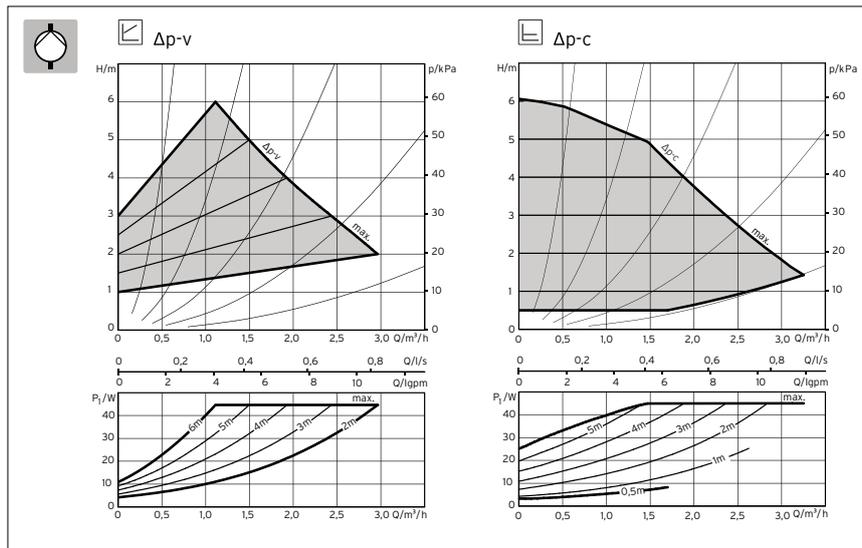 Δp-v
H/m
p/kPa
6
5
4
3
2
1
0
60
50
40
30
20
10
0
Δp-v
max.
0
0,5
1,0
1,5
2,0
2,5
3,0 Q/m³/h
0
0,2
0,4
0,6
0,8
Q/l/s
0
2
4
6
8
10
Q/Igpm
P₁/W
40
30
20
10
0
6m
5m
4m
3m
2m
max.
0
0,5
1,0
1,5
2,0
2,5
3,0 Q/m³/h
Δp-c
H/m
p/kPa
6
5
4
3
2
1
0
60
50
40
30
20
10
0
Δp-c
max.
0
0,5
1,0
1,5
2,0
2,5
3,0 Q/m³/h
0
0,2
0,4
0,6
0,8
Q/l/s
0
2
4
6
8
10
Q/Igpm
P₁/W
40
30
20
10
0
5m
4m
3m
2m
1m
0,5m
max.
0
0,5
1,0
1,5
2,0
2,5
3,0 Q/m³/h